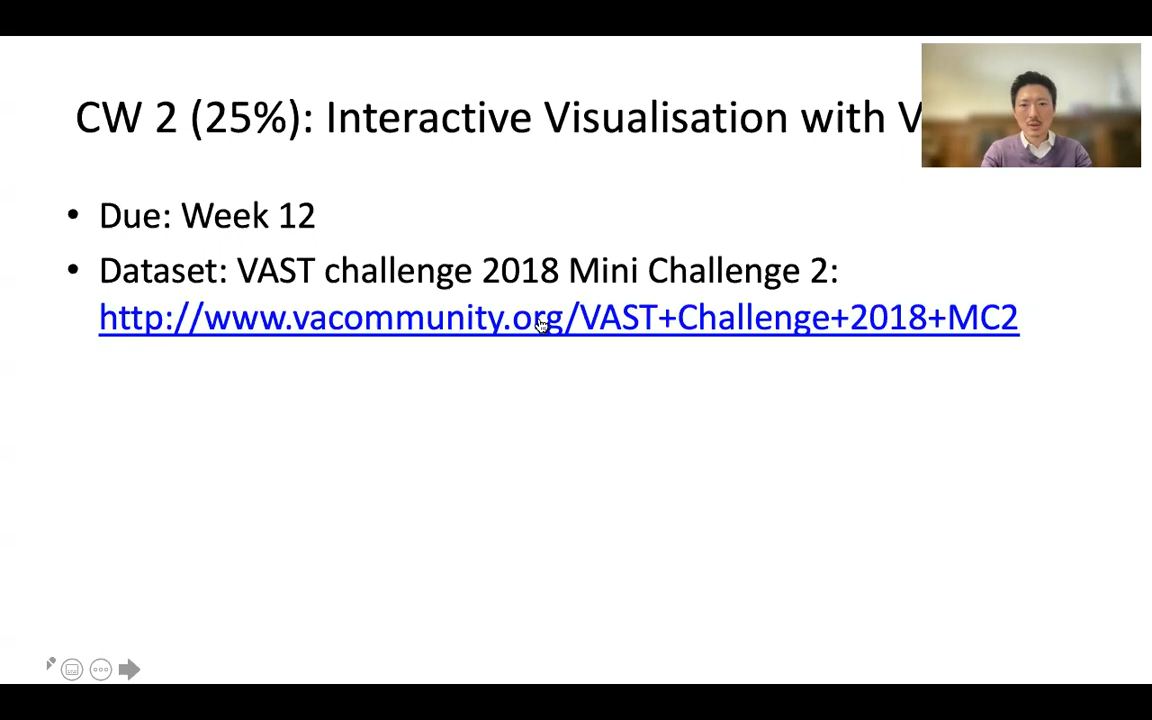 CW 2 (25%): Interactive Visualisation with V
• Due: Week 12
• Dataset: VAST challenge 2018 Mini Challenge 2:
http://www.vacommunity.org/VAST+Challenge+2018+MC2